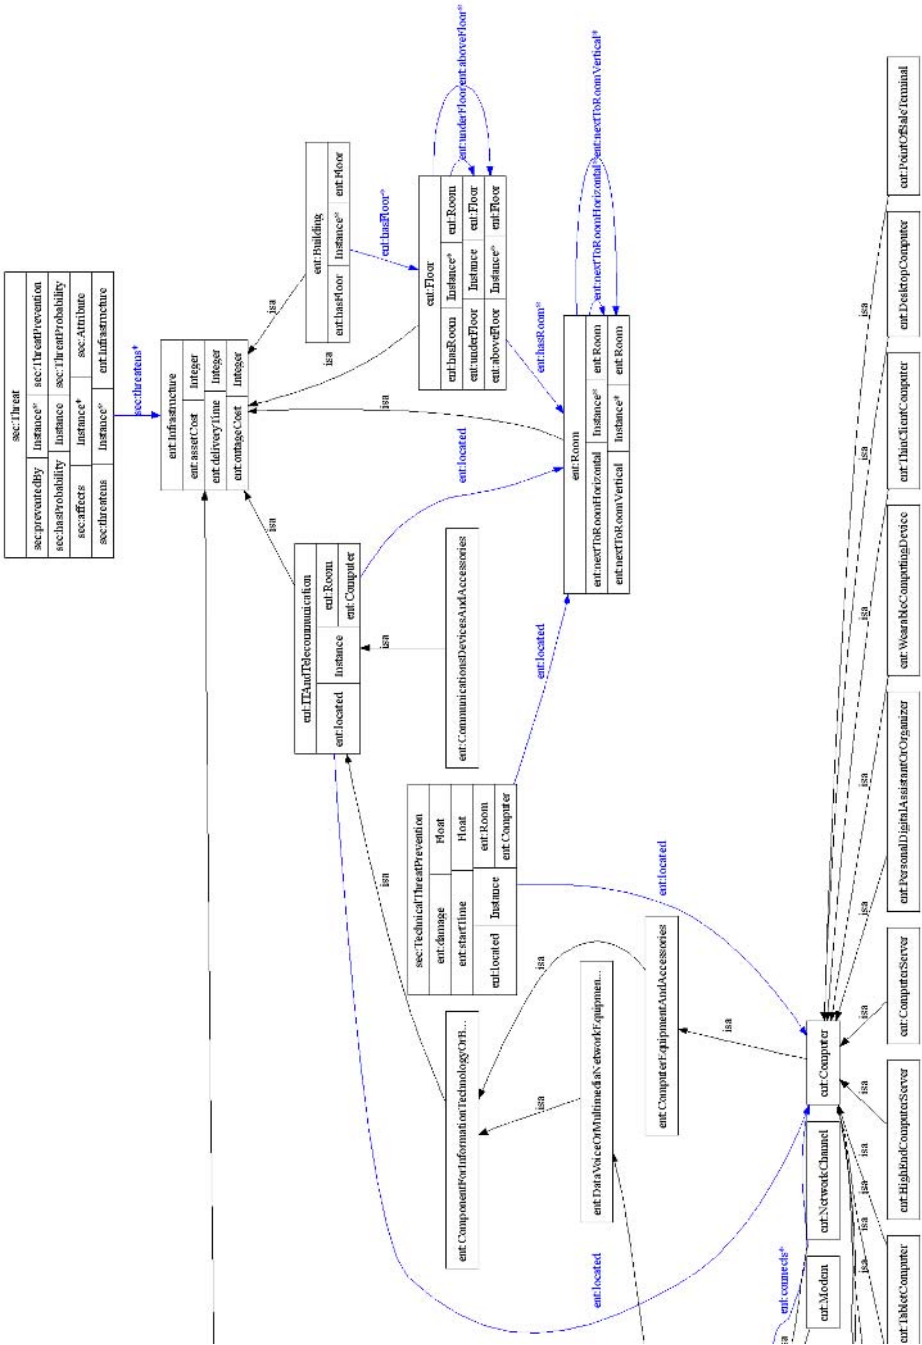 sec:Threat
sec:preventedBy Instance* sec:ThreatPrevention
sec:hasProbability Instance sec:ThreatProbability
sec:affects Instance* sec:Attribute
sec:threatens Instance* ent:Infrastructure
sec:threatens*
ent:Infrastructure
ent:assetCost Integer
ent:deliveryTime Integer
ent:outageCost Integer
isa
isa
isa
isa
ent:Building
ent:hasFloor Instance* ent:Floor
ent:hasFloor*
ent:Floor
ent:hasRoom Instance* ent:Room
ent:underFloor Instance ent:Floor
ent:aboveFloor Instance* ent:Floor
ent:underFloor
ent:aboveFloor*
ent:hasRoom*
ent:Room
ent:nextToRoomHorizontal Instance* ent:Room
ent:nextToRoomVertical Instance* ent:Room
ent:nextToRoomHorizontal*
ent:nextToRoomVertical*
ent:located
ent:ITAndTelecommunication
ent:located Instance ent:Room
ent:Computer
isa
ent:CommunicationsDevicesAndAccessories
ent:located
isa
sec:TechnicalThreatPrevention
ent:damage Float
ent:startTime Float
ent:located Instance ent:Room
ent:Computer
ent:located
ent:ComponentForInformationTechnologyOrB...
isa
isa
ent:DataVoiceOrMultimediaNetworkEquipmen...
ent:ComputerEquipmentAndAccessories
isa
ent:located
ent:connects*
isa
ent:Modem
ent:NetworkChannel
ent:Computer
isa
isa
isa
isa
isa
isa
isa
isa
isa
isa
ent:TabletComputer
ent:HighEndComputerServer
ent:ComputerServer
ent:PersonalDigitalAssistantOrOrganizer
ent:WearableComputingDevice
ent:ThinClientComputer
ent:DesktopComputer
ent:PointOfSaleTerminal